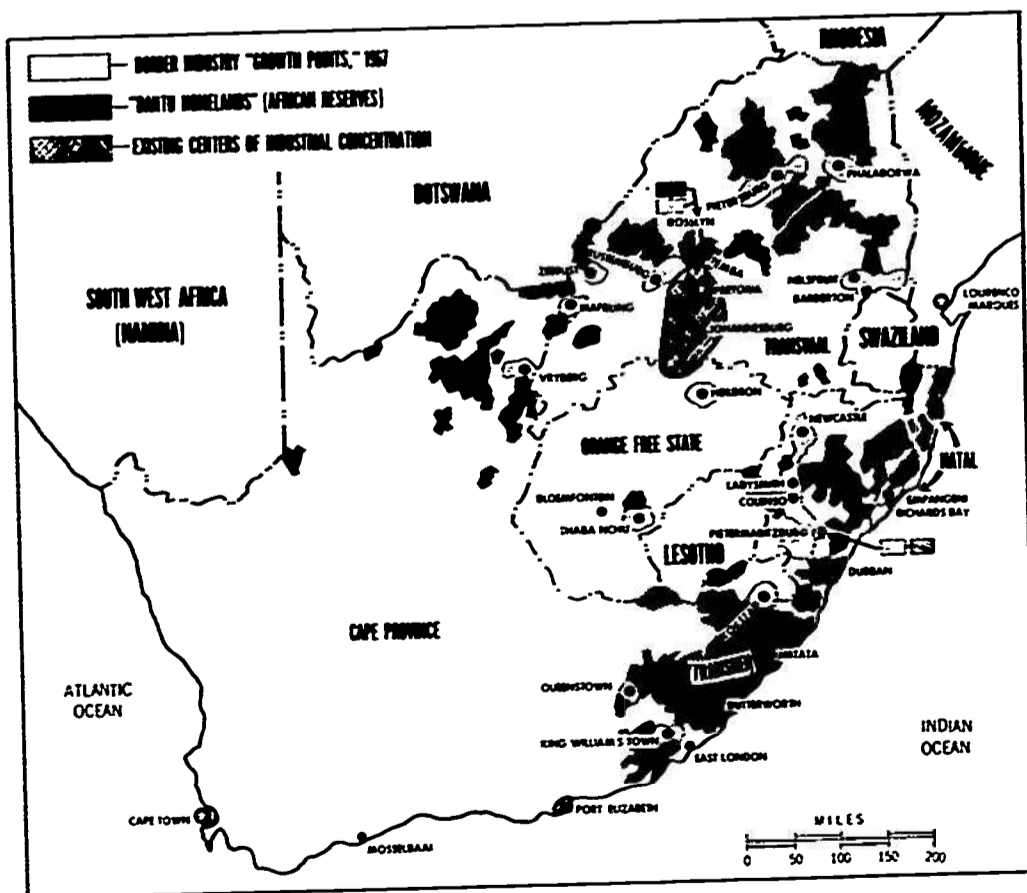 BORDER INDUSTRY "GROWTH POINTS," 1967
"BANTU HOMELANDS" (AFRICAN RESERVES)
EXISTING CENTERS OF INDUSTRIAL CONCENTRATION
RHODESIA
MOZAMBIQUE
BOTSWANA
SOUTH WEST AFRICA
(NAMIBIA)
PHALABORWA
PIETERSBURG
ROSSLYN
RUSTENBURG
ZEERUST
TEMBA
PRETORIA
NELSPRUIT
BARBERTON
LOURENCO
MARQUES
MAFEKING
JOHANNESBURG
TRANSVAAL
SWAZILAND
VRYBERG
HEILBRON
NEWCASTLE
ORANGE FREE STATE
NATAL
LADYSMITH
COLENSO
EMPANGENI
RICHARDS BAY
BLOEMFONTEIN
THABA NCHU
PIETERMARITZBURG
LESOTHO
DURBAN
CAPE PROVINCE
UMTATA
TRANSKEI
QUEENSTOWN
BUTTERWORTH
KING WILLIAM'S TOWN
EAST LONDON
ATLANTIC
OCEAN
INDIAN
OCEAN
CAPE TOWN
PORT ELIZABETH
MOSSELBAAI
MILES
0 50 100 150 200